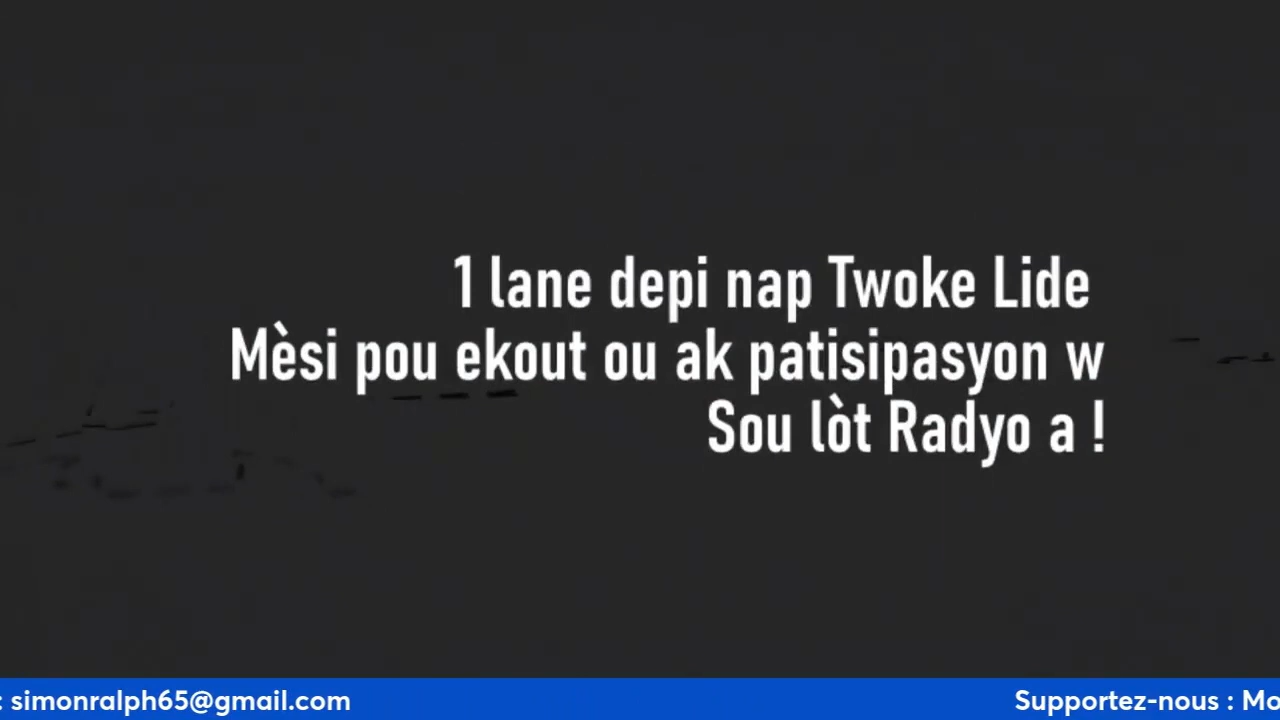 1 lane depi nap Twoke Lide
Mèsi pou ekout ou ak patisipasyon w
Sou lòt Radyo a !
: simonralph65@gmail.com
Supportez-nous : Mo